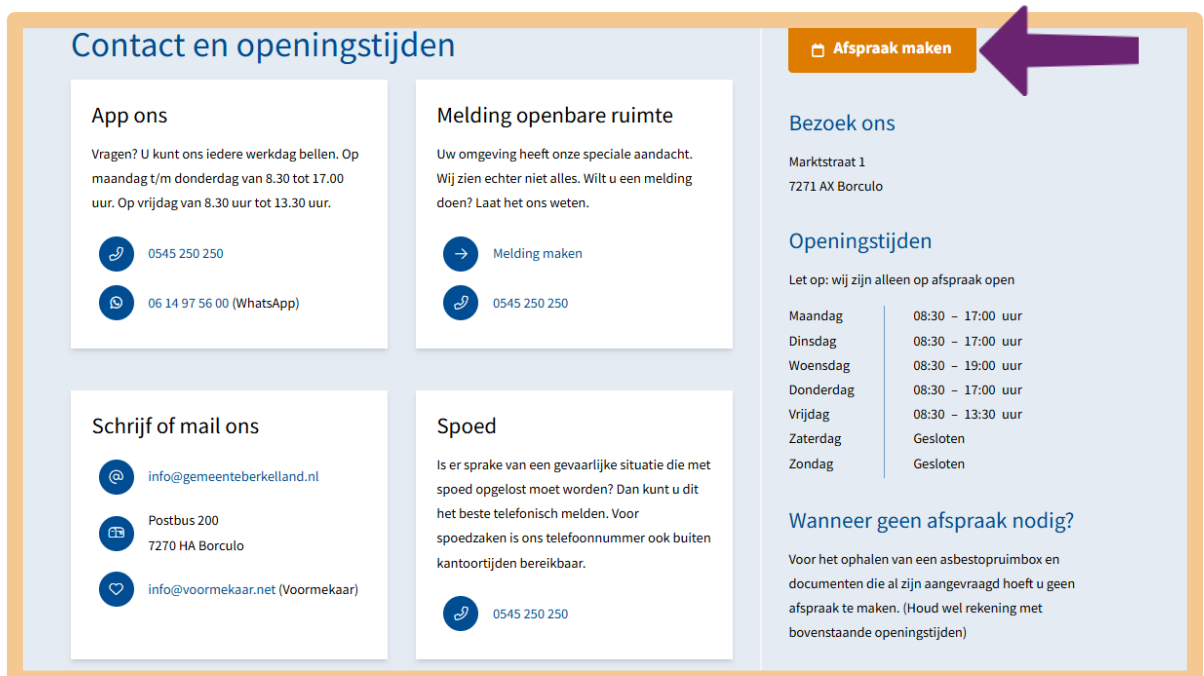 Contact en openingstijden
App ons
Vragen? U kunt ons iedere werkdag bellen. Op
maandag t/m donderdag van 8.30 tot 17.00
uur. Op vrijdag van 8.30 uur tot 13.30 uur.
0545 250 250
06 14 97 56 00 (WhatsApp)
Melding openbare ruimte
Uw omgeving heeft onze speciale aandacht.
Wij zien echter niet alles. Wilt u een melding
doen? Laat het ons weten.
Melding maken
0545 250 250
Schrijf of mail ons
info@gemeenteberkelland.nl
Postbus 200
7270 HA Borculo
info@voormekaar.net (Voormekaar)
Spoed
Is er sprake van een gevaarlijke situatie die met
spoed opgelost moet worden? Dan kunt u dit
het beste telefonisch melden. Voor
spoedzaken is ons telefoonnummer ook buiten
kantoortijden bereikbaar.
0545 250 250
Afspraak maken
Bezoek ons
Marktstraat 1
7271 AX Borculo
Openingstijden
Let op: wij zijn alleen op afspraak open
Maandag 08:30 – 17:00 uur
Dinsdag 08:30 – 17:00 uur
Woensdag 08:30 – 19:00 uur
Donderdag 08:30 – 17:00 uur
Vrijdag 08:30 – 13:30 uur
Zaterdag Gesloten
Zondag Gesloten
Wanneer geen afspraak nodig?
Voor het ophalen van een asbestopruimbox en
documenten die al zijn aangevraagd hoeft u geen
afspraak te maken. (Houd wel rekening met
bovenstaande openingstijden)